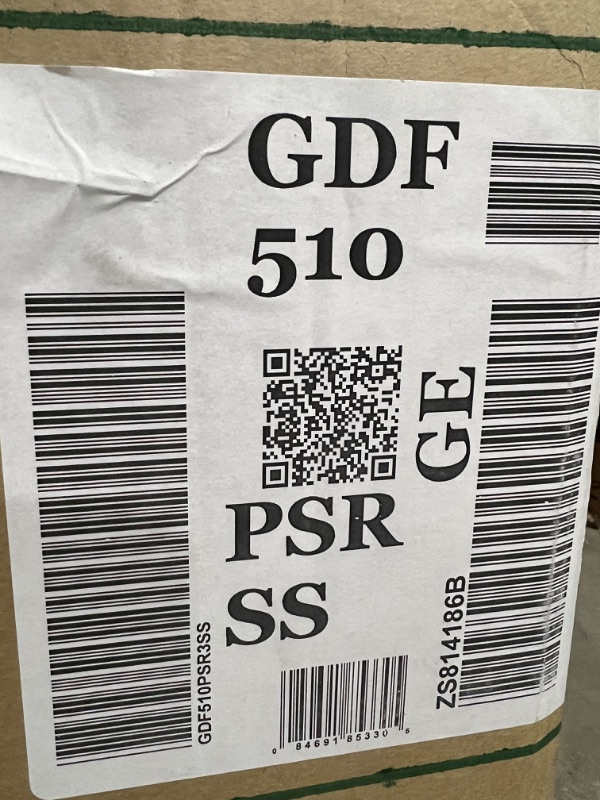 GDF
510
GE
PSR
SS
GDF510PSR3SS
ZS814186B
0 84691 85330 5